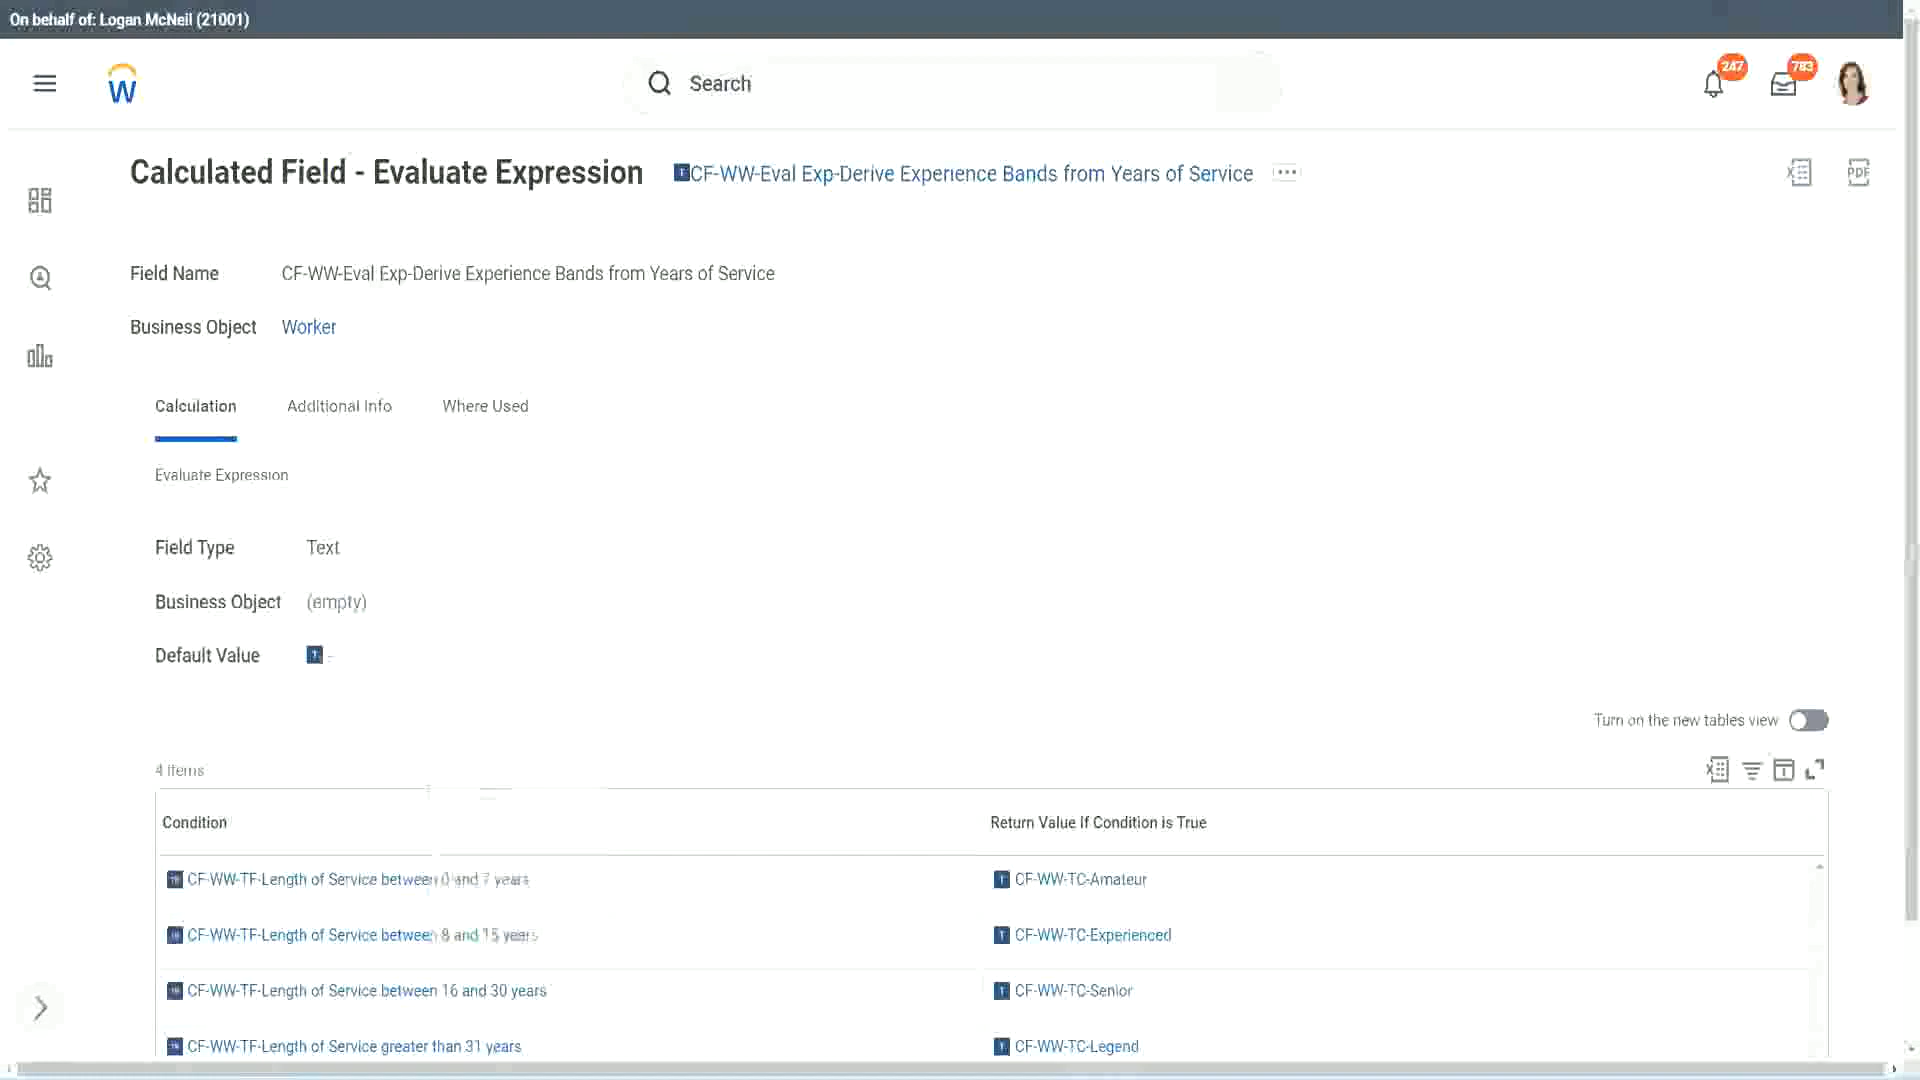 On behalf of: Logan McNeil (21001)
W
Search
247
783
Calculated Field - Evaluate Expression
CF-WW-Eval Exp-Derive Experience Bands from Years of Service
PDF
Field Name
CF-WW-Eval Exp-Derive Experience Bands from Years of Service
Business Object
Worker
Calculation
Additional Info
Where Used
Evaluate Expression
Field Type
Text
Business Object
(empty)
Default Value
-
Turn on the new tables view
4 items
Condition
Return Value If Condition is True
CF-WW-TF-Length of Service between 0 and 7 years
CF-WW-TC-Amateur
CF-WW-TF-Length of Service between 8 and 15 years
CF-WW-TC-Experienced
CF-WW-TF-Length of Service between 16 and 30 years
CF-WW-TC-Senior
CF-WW-TF-Length of Service greater than 31 years
CF-WW-TC-Legend